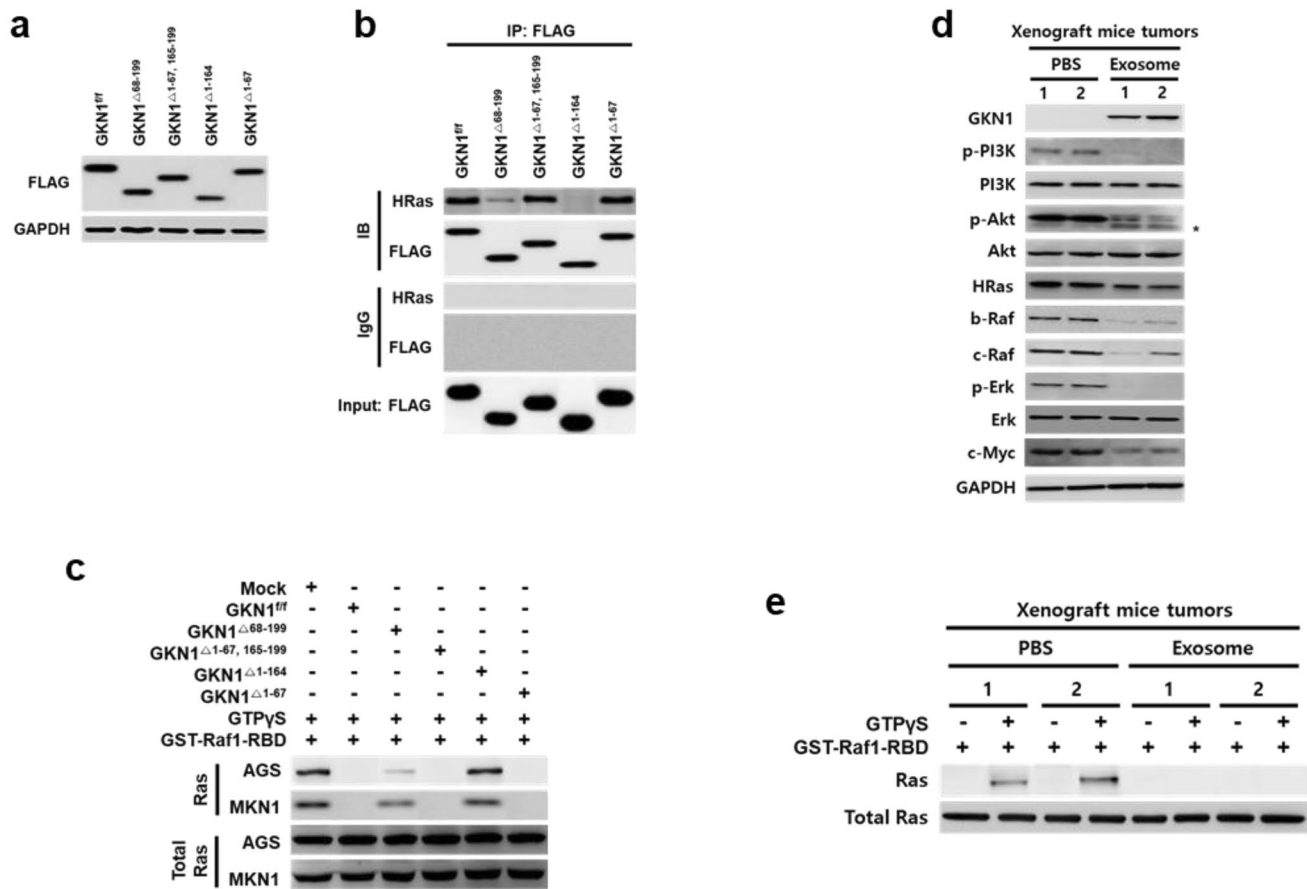 a
GKN1f/f
GKN1△68-199
GKN1△1-67, 165-199
GKN1△1-164
GKN1△1-67
FLAG
GAPDH
b
IP: FLAG
GKN1f/f
GKN1△68-199
GKN1△1-67, 165-199
GKN1△1-164
GKN1△1-67
IB
HRas
FLAG
IgG
HRas
FLAG
Input: FLAG
c
Mock + - - - - -
GKN1f/f - + - - - -
GKN1△68-199 - - + - - -
GKN1△1-67, 165-199 - - - + - -
GKN1△1-164 - - - - + -
GKN1△1-67 - - - - - +
GTPγS + + + + + +
GST-Raf1-RBD + + + + + +
Ras
AGS
MKN1
Total Ras
AGS
MKN1
d
Xenograft mice tumors
PBS Exosome
1 2 1 2
GKN1
p-PI3K
PI3K
p-Akt *
Akt
HRas
b-Raf
c-Raf
p-Erk
Erk
c-Myc
GAPDH
e
Xenograft mice tumors
PBS Exosome
1 2 1 2
GTPγS - + - + - + - +
GST-Raf1-RBD + + + + + + + +
Ras
Total Ras